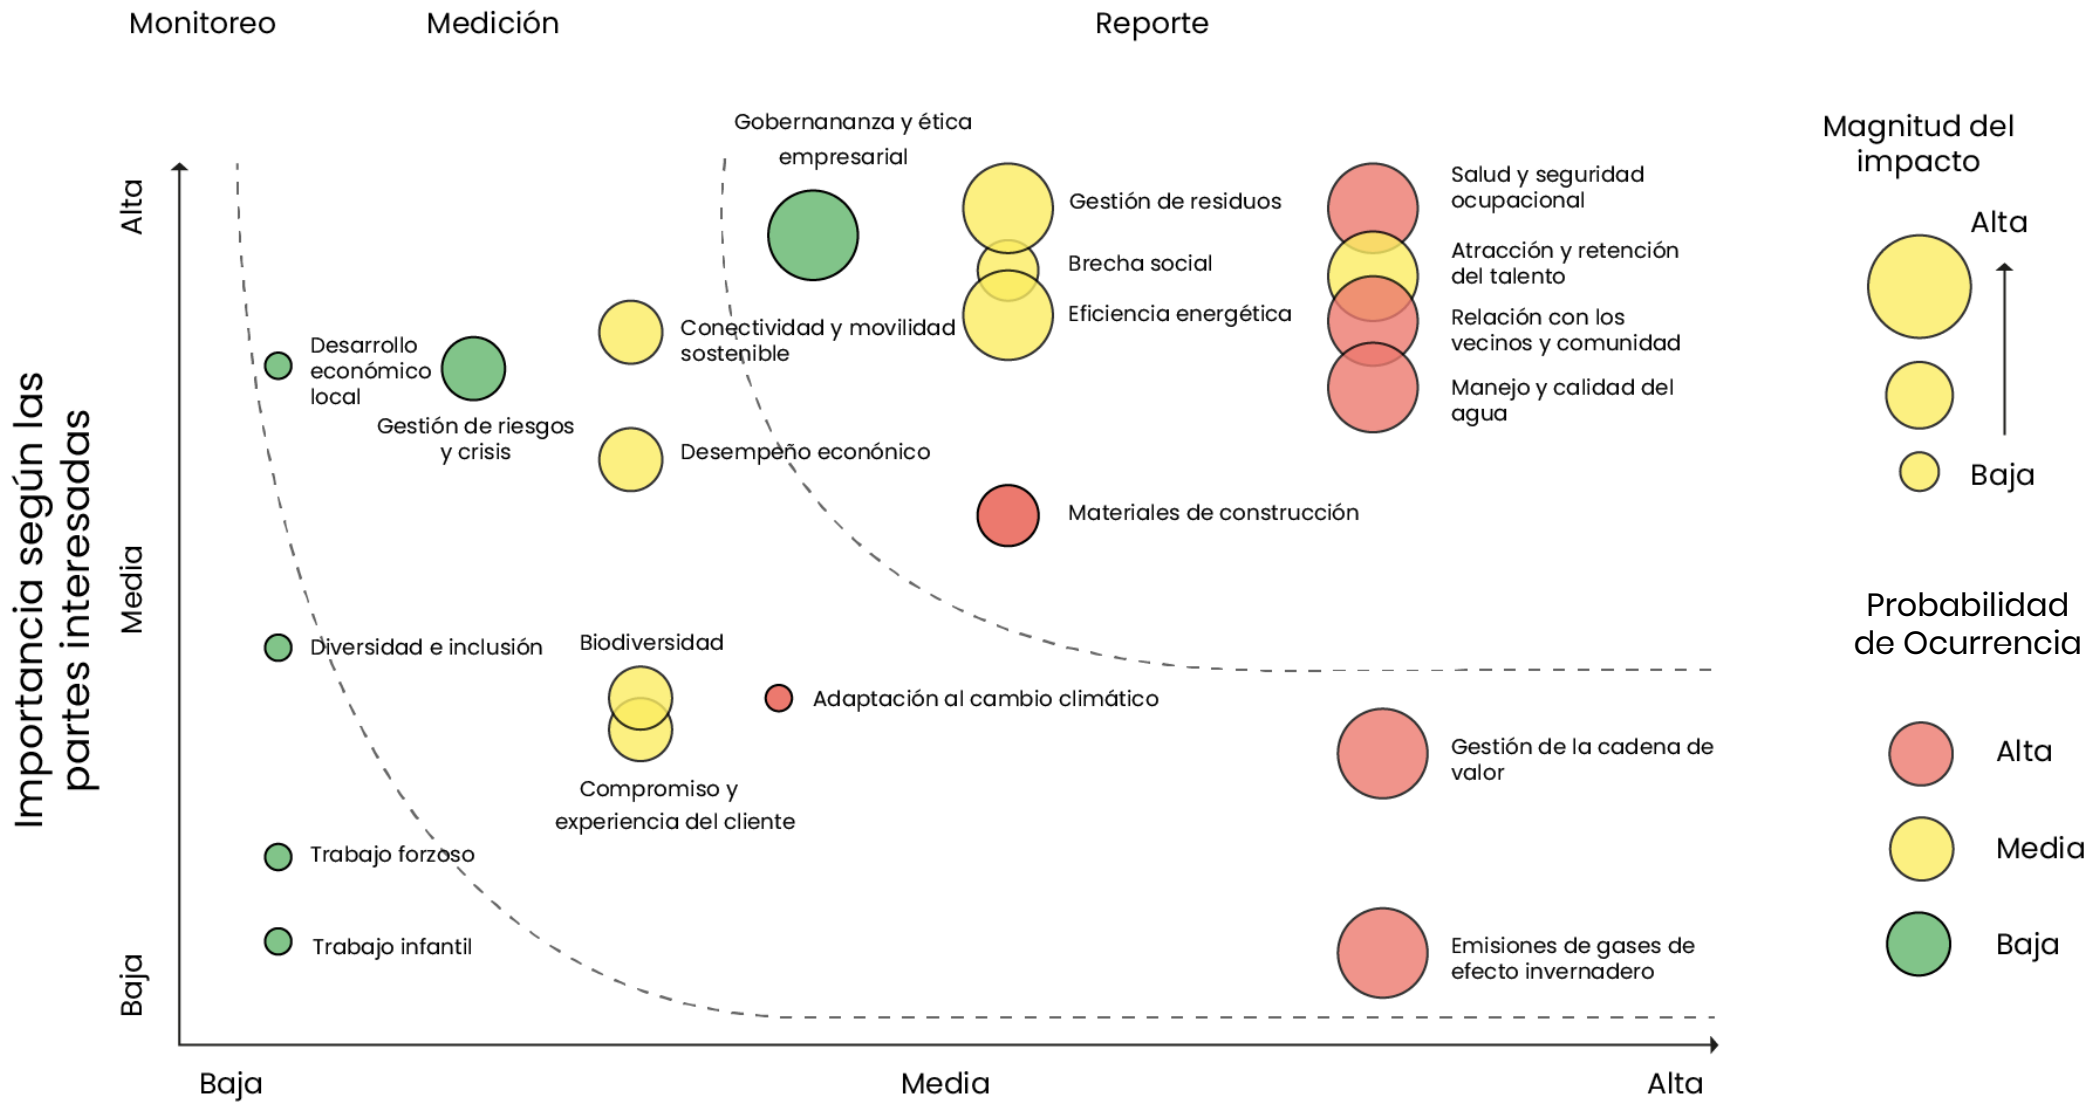 Monitoreo
Medición
Reporte
Gobernananza y ética
empresarial
Magnitud del
impacto
Alta
Baja
Probabilidad
de Ocurrencia
Alta
Media
Baja
Importancia según las
partes interesadas
Alta
Media
Baja
Gestión de residuos
Brecha social
Eficiencia energética
Salud y seguridad
ocupacional
Atracción y retención
del talento
Relación con los
vecinos y comunidad
Manejo y calidad del
agua
Desarrollo
económico
local
Gestión de riesgos
y crisis
Conectividad y movilidad
sostenible
Desempeño econónico
Materiales de construcción
Diversidad e inclusión
Biodiversidad
Adaptación al cambio climático
Compromiso y
experiencia del cliente
Gestión de la cadena de
valor
Trabajo forzoso
Trabajo infantil
Emisiones de gases de
efecto invernadero
Baja
Media
Alta